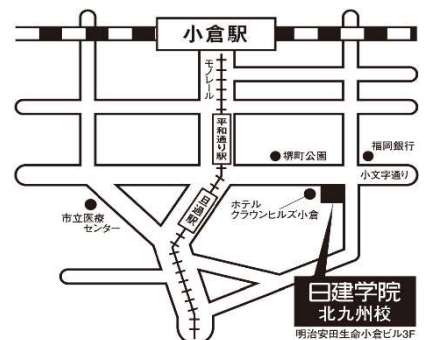 小倉駅
モノレール
平和通り駅
堺町公園
福岡銀行
小文字通り
旦過駅
市立医療
センター
ホテル
クラウンヒルズ小倉
日建学院
北九州校
明治安田生命小倉ビル3F